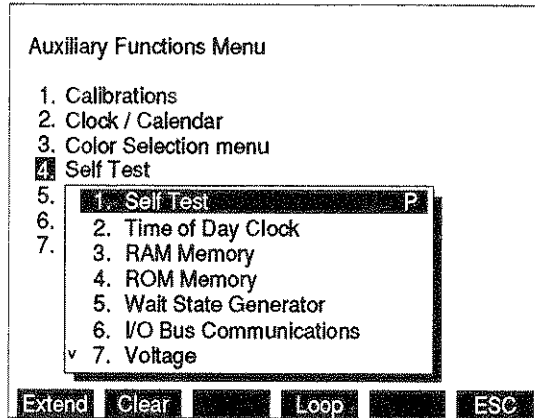 Auxiliary Functions Menu
1. Calibrations
2. Clock / Calendar
3. Color Selection menu
4. Self Test
5.
6.
7.
1. Self Test P
2. Time of Day Clock
3. RAM Memory
4. ROM Memory
5. Wait State Generator
6. I/O Bus Communications
v 7. Voltage
Extend Clear Loop ESC